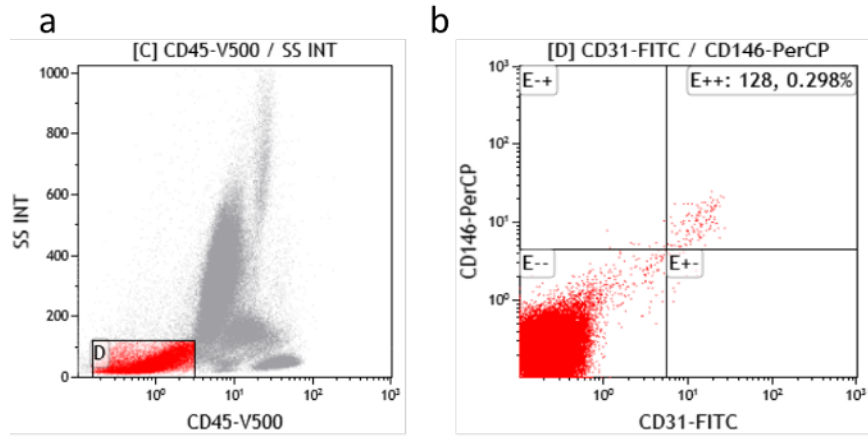 a
b
[C] CD45-V500 / SS INT
1000
800
600
400
200
0
SS INT
D
10⁰
10¹
10²
10³
CD45-V500
[D] CD31-FITC / CD146-PerCP
10³
10²
10¹
10⁰
CD146-PerCP
E-+
E++: 128, 0.298%
E--
E+-
10⁰
10¹
10²
10³
CD31-FITC